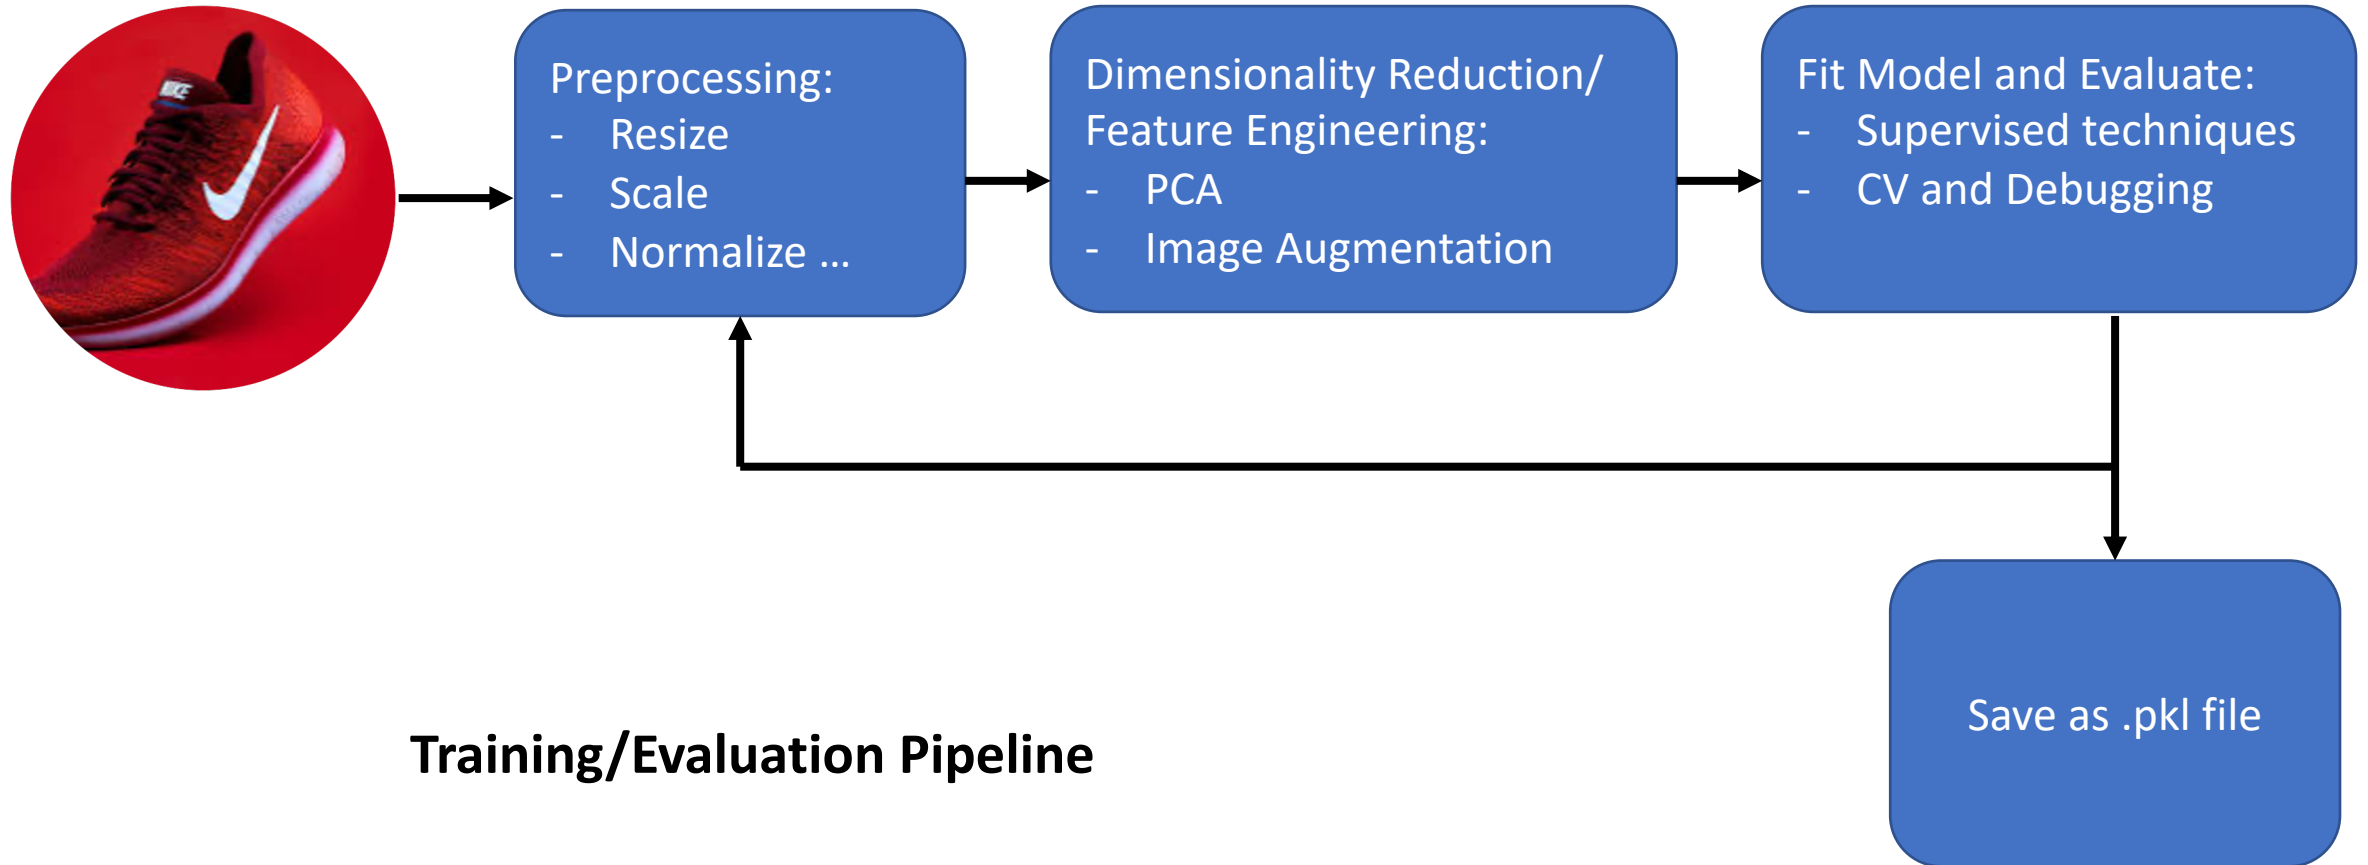 NIKE
Preprocessing:
- Resize
- Scale
- Normalize ...
Dimensionality Reduction/
Feature Engineering:
- PCA
- Image Augmentation
Fit Model and Evaluate:
- Supervised techniques
- CV and Debugging
Save as .pkl file
Training/Evaluation Pipeline